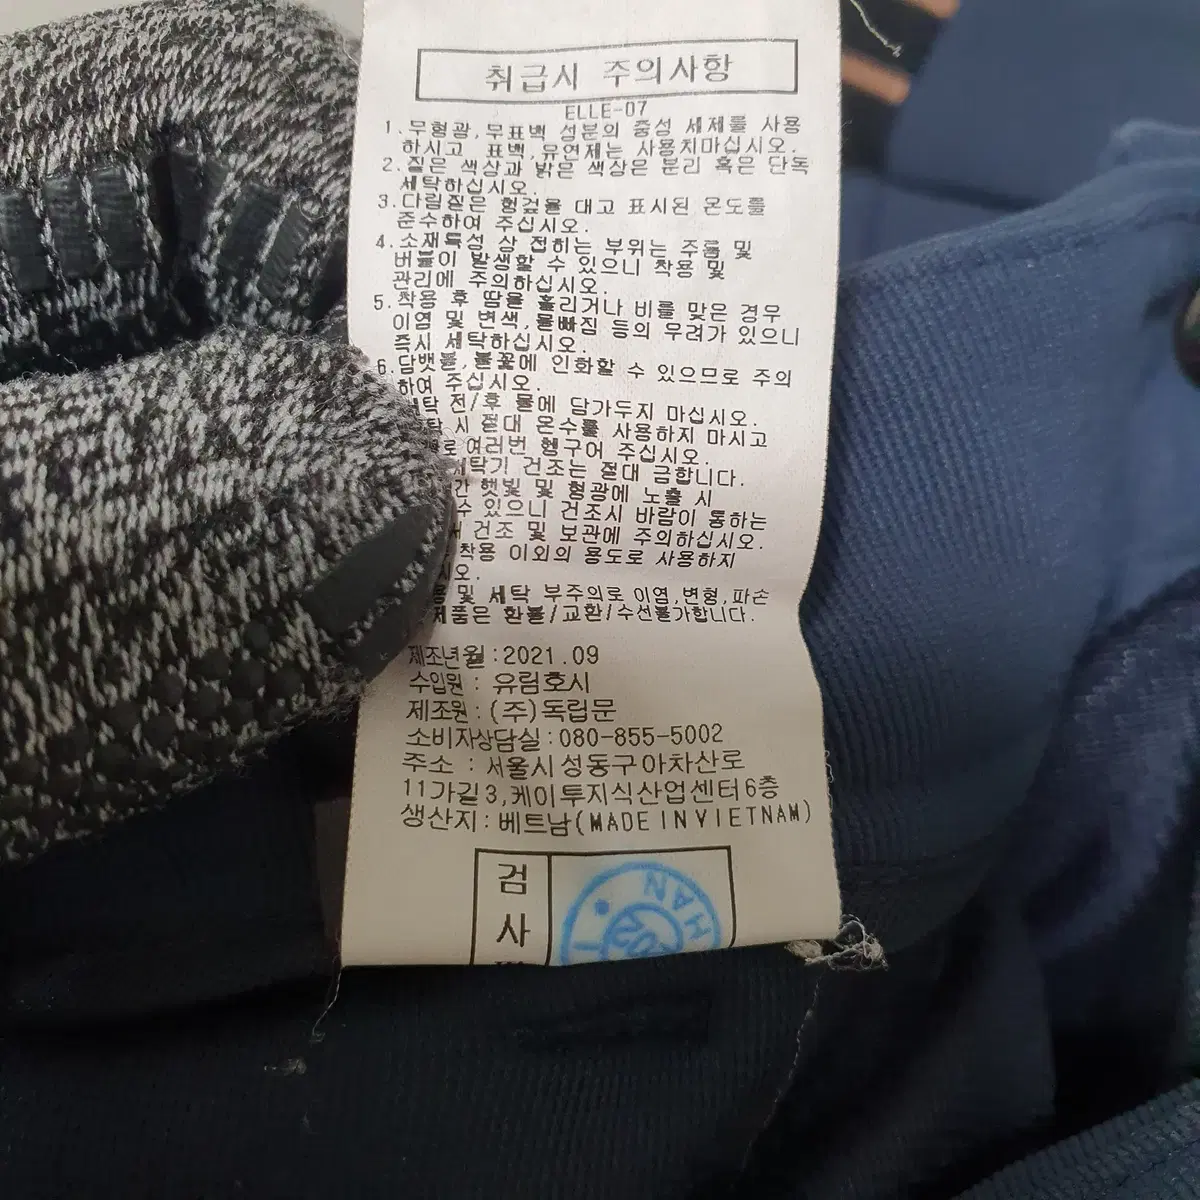 취급시 주의사항
ELLE-07
1.무형광,무표백 성분의 중성 세제를 사용
하시고 표백,유연제는 사용치마십시오.
2.짙은 색상과 밝은 색상은 분리 혹은 단독
세탁하십시오.
3.다림질은 헝겊을 대고 표시된 온도를
준수하여 주십시오.
4.소재특성 상 접히는 부위는 주름 및
버블이 발생할 수 있으니 착용 및
관리에 주의하십시오.
5.착용 후 땀을 흘리거나 비를 맞은 경우
이염 및 변색,물빠짐 등의 우려가 있으니
즉시 세탁하십시오.
6.담뱃불,불꽃에 인화할 수 있으므로 주의
하여 주십시오.
세탁 전/후 물에 담가두지 마십시오.
탁 시 절대 온수를 사용하지 마시고
로 여러번 헹구어 주십시오.
세탁기 건조는 절대 금합니다.
간 햇빛 및 형광에 노출 시
수 있으니 건조시 바람이 통하는
서 건조 및 보관에 주의하십시오.
착용 이외의 용도로 사용하지
시오.
용 및 세탁 부주의로 이염,변형,파손
제품은 환불/교환/수선불가합니다.
제조년월:2021.09
수입원 : 유림호시
제조원:(주)독립문
소비자상담실:080-855-5002
주소 : 서울시성동구아차산로
11가길3,케이투지식산업센터6층
생산지:베트남(MADE IN VIETNAM)
검
사
HAN